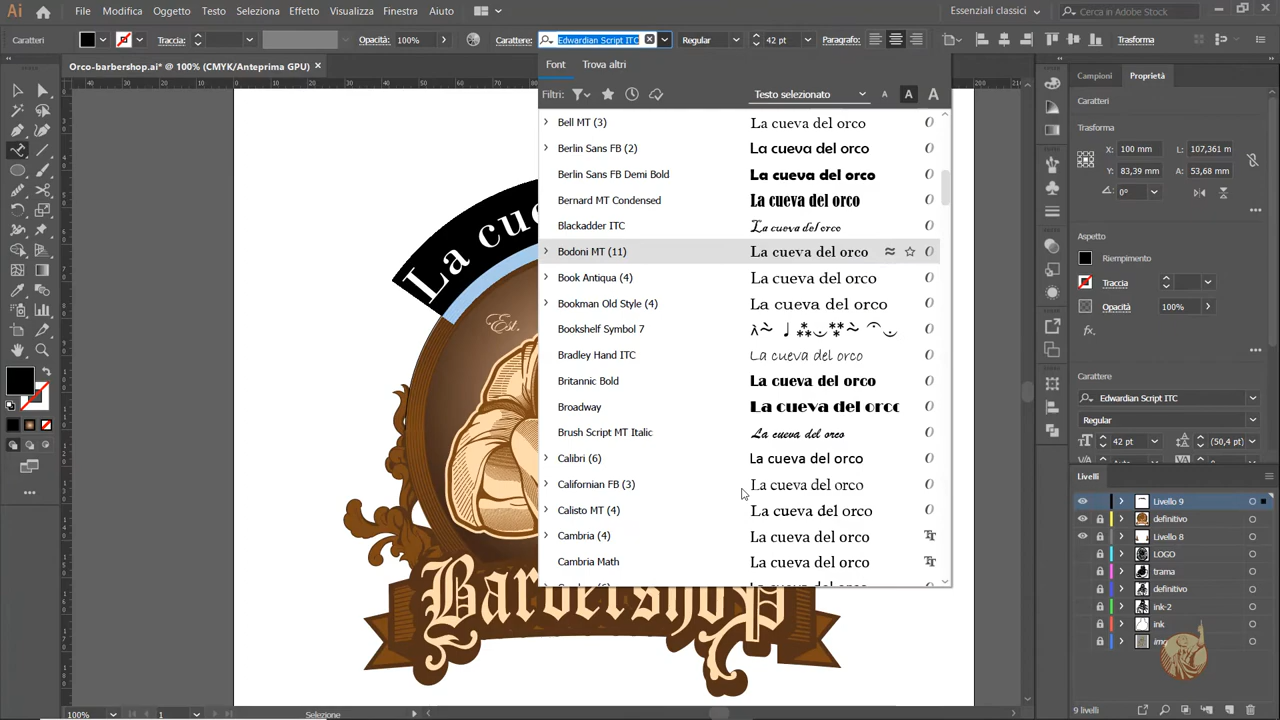 Ai File Modifica Oggetto Testo Seleziona Effetto Visualizza Finestra Aiuto Essenziali classici Cerca in Adobe Stock
Caratteri Traccia: Opacità: 100% Carattere: Edwardian Script ITC Regular 42 pt Paragrafo: Trasforma
Orco-barbershop.ai* @ 100% (CMYK/Anteprima GPU)
Font Trova altri
Filtri: Testo selezionato A A A
Bell MT (3) La cueva del orco
Berlin Sans FB (2) La cueva del orco
Berlin Sans FB Demi Bold La cueva del orco
Bernard MT Condensed La cueva del orco
Blackadder ITC La cueva del orco
Bodoni MT (11) La cueva del orco
Book Antiqua (4) La cueva del orco
Bookman Old Style (4) La cueva del orco
Bookshelf Symbol 7
Bradley Hand ITC La cueva del orco
Britannic Bold La cueva del orco
Broadway La cueva del orco
Brush Script MT Italic La cueva del orco
Calibri (6) La cueva del orco
Californian FB (3) La cueva del orco
Calisto MT (4) La cueva del orco
Cambria (4) La cueva del orco
Cambria Math La cueva del orco
La cue
Est.
Barbershop
Campioni Proprietà
Caratteri
Trasforma
X: 100 mm L: 107,361 m
Y: 83,39 mm A: 53,68 mm
0°
Aspetto
Riempimento
Traccia
Opacità 100%
fx.
Carattere
Edwardian Script ITC
Regular
42 pt (50,4 pt)
Livelli
Livello 9
definitivo
Livello 8
LOGO
trama
definitivo
ink-2
ink
9 livelli
100% 1 Selezione